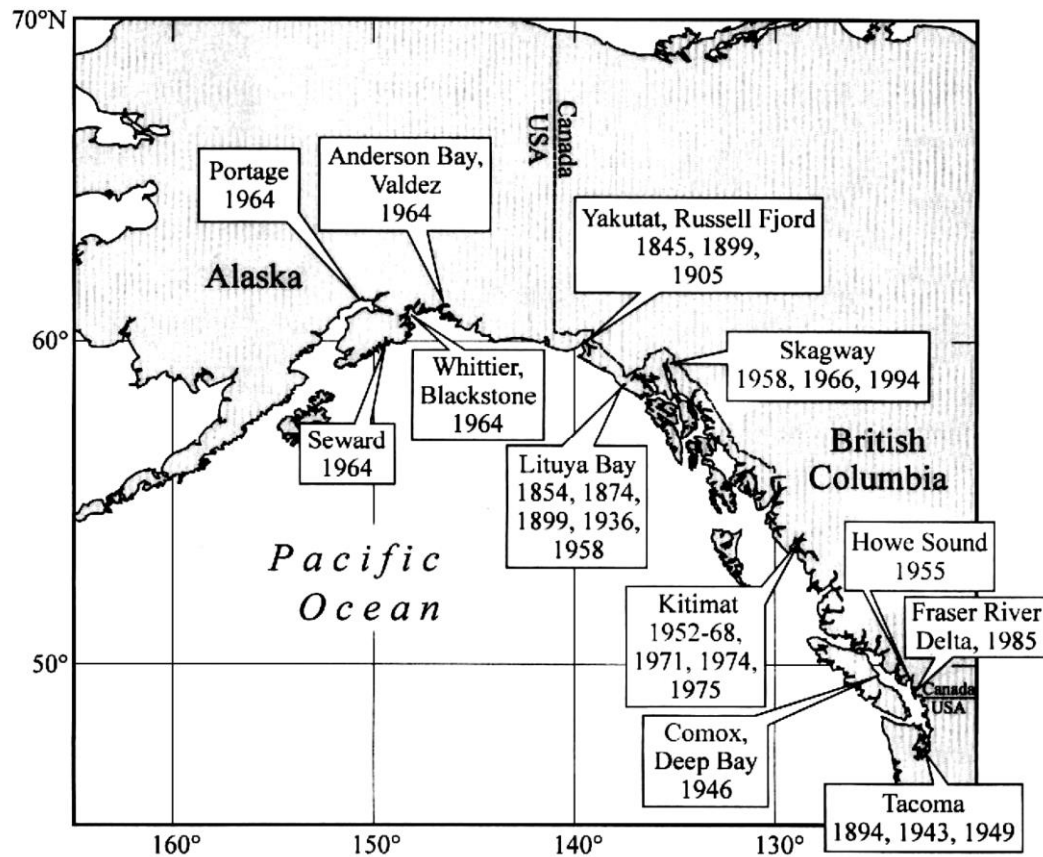 70°N
Canada
USA
Portage
1964
Anderson Bay,
Valdez
1964
Yakutat, Russell Fjord
1845, 1899,
1905
Alaska
60°
Skagway
1958, 1966, 1994
Whittier,
Blackstone
1964
Seward
1964
Lituya Bay
1854, 1874,
1899, 1936,
1958
British
Columbia
Pacific
Ocean
Howe Sound
1955
Kitimat
1952-68,
1971, 1974,
1975
Fraser River
Delta, 1985
50°
Canada
USA
Comox,
Deep Bay
1946
Tacoma
1894, 1943, 1949
160°
150°
140°
130°